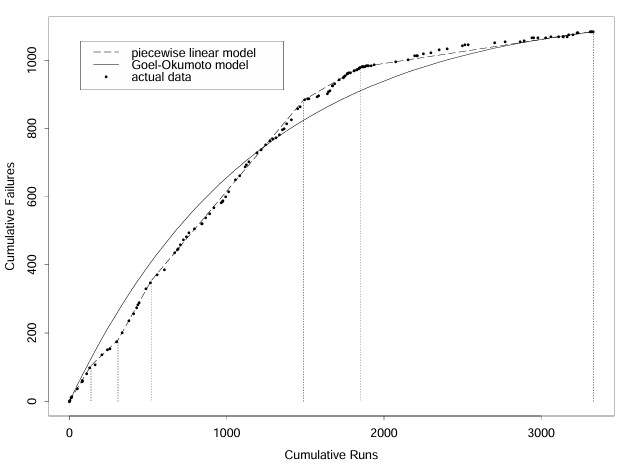 piecewise linear model
Goel-Okumoto model
actual data
Cumulative Failures
1000
800
600
400
200
0
0 1000 2000 3000
Cumulative Runs